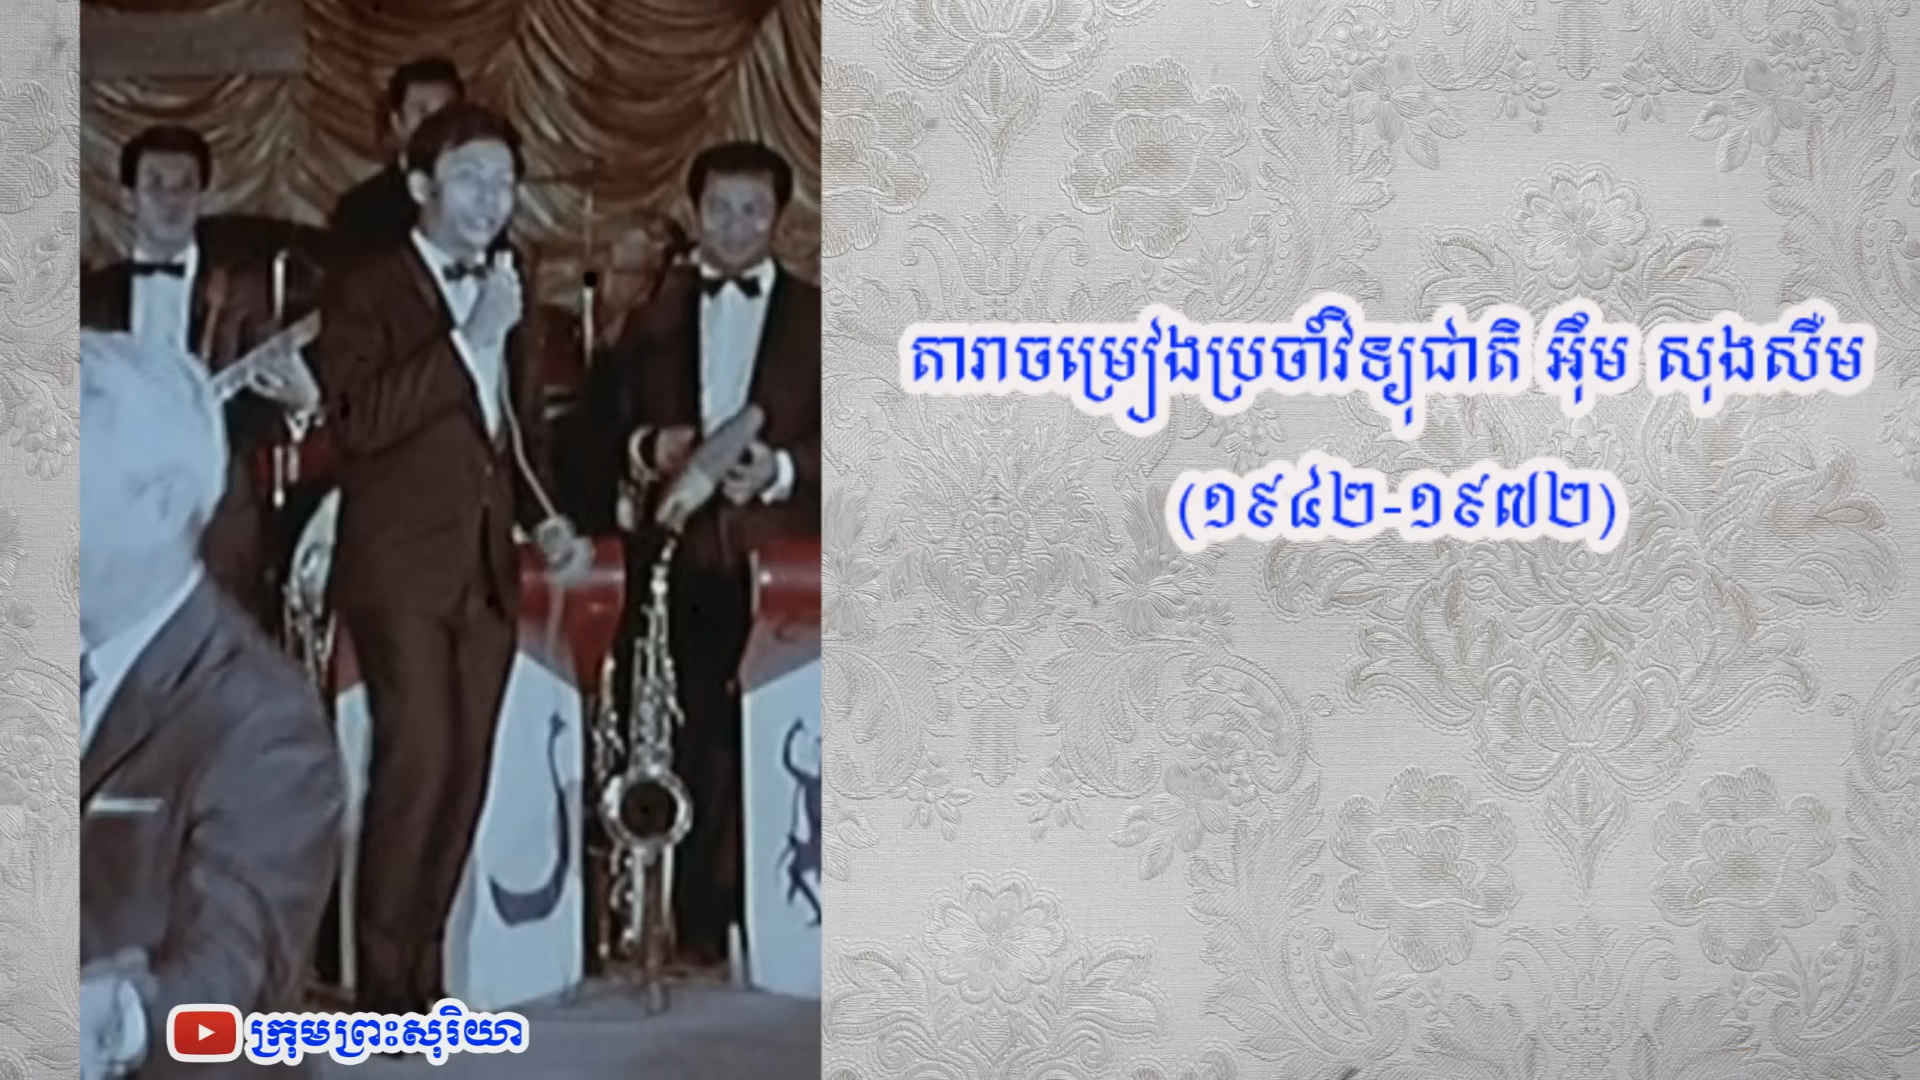 តារាចម្រៀងប្រចាំវិទ្យុជាតិ អ៊ឹម សុងសឺម
(១៩៤២-១៩៧២)
ក្រុមព្រះសុរិយា